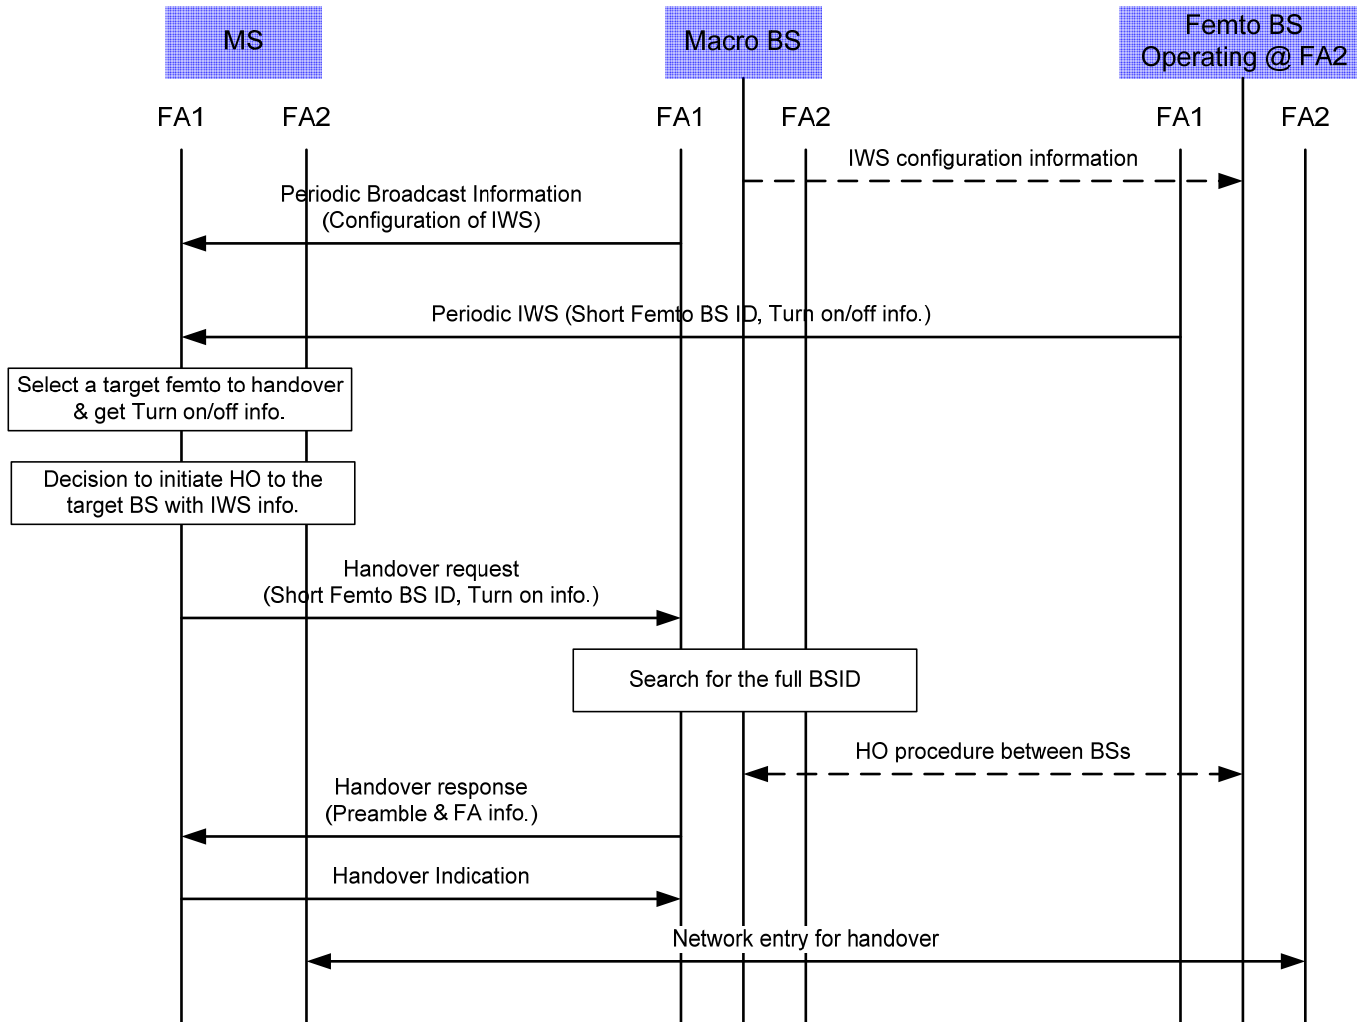 MS
Macro BS
Femto BS
Operating @ FA2
FA1
FA2
FA1
FA2
FA1
FA2
IWS configuration information
Periodic Broadcast Information
(Configuration of IWS)
Periodic IWS (Short Femto BS ID, Turn on/off info.)
Select a target femto to handover
& get Turn on/off info.
Decision to initiate HO to the
target BS with IWS info.
Handover request
(Short Femto BS ID, Turn on info.)
Search for the full BSID
HO procedure between BSs
Handover response
(Preamble & FA info.)
Handover Indication
Network entry for handover